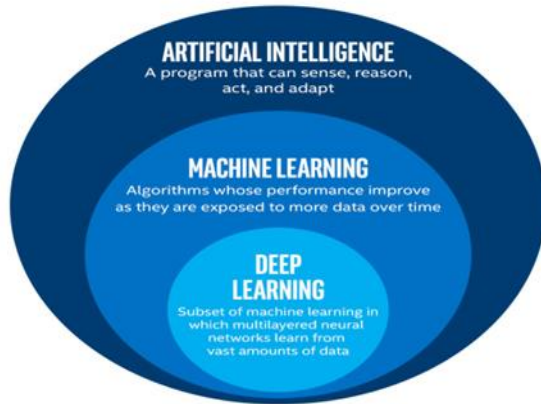 ARTIFICIAL INTELLIGENCE
A program that can sense, reason,
act, and adapt
MACHINE LEARNING
Algorithms whose performance improve
as they are exposed to more data over time
DEEP
LEARNING
Subset of machine learning in
which multilayered neural
networks learn from
vast amounts of data